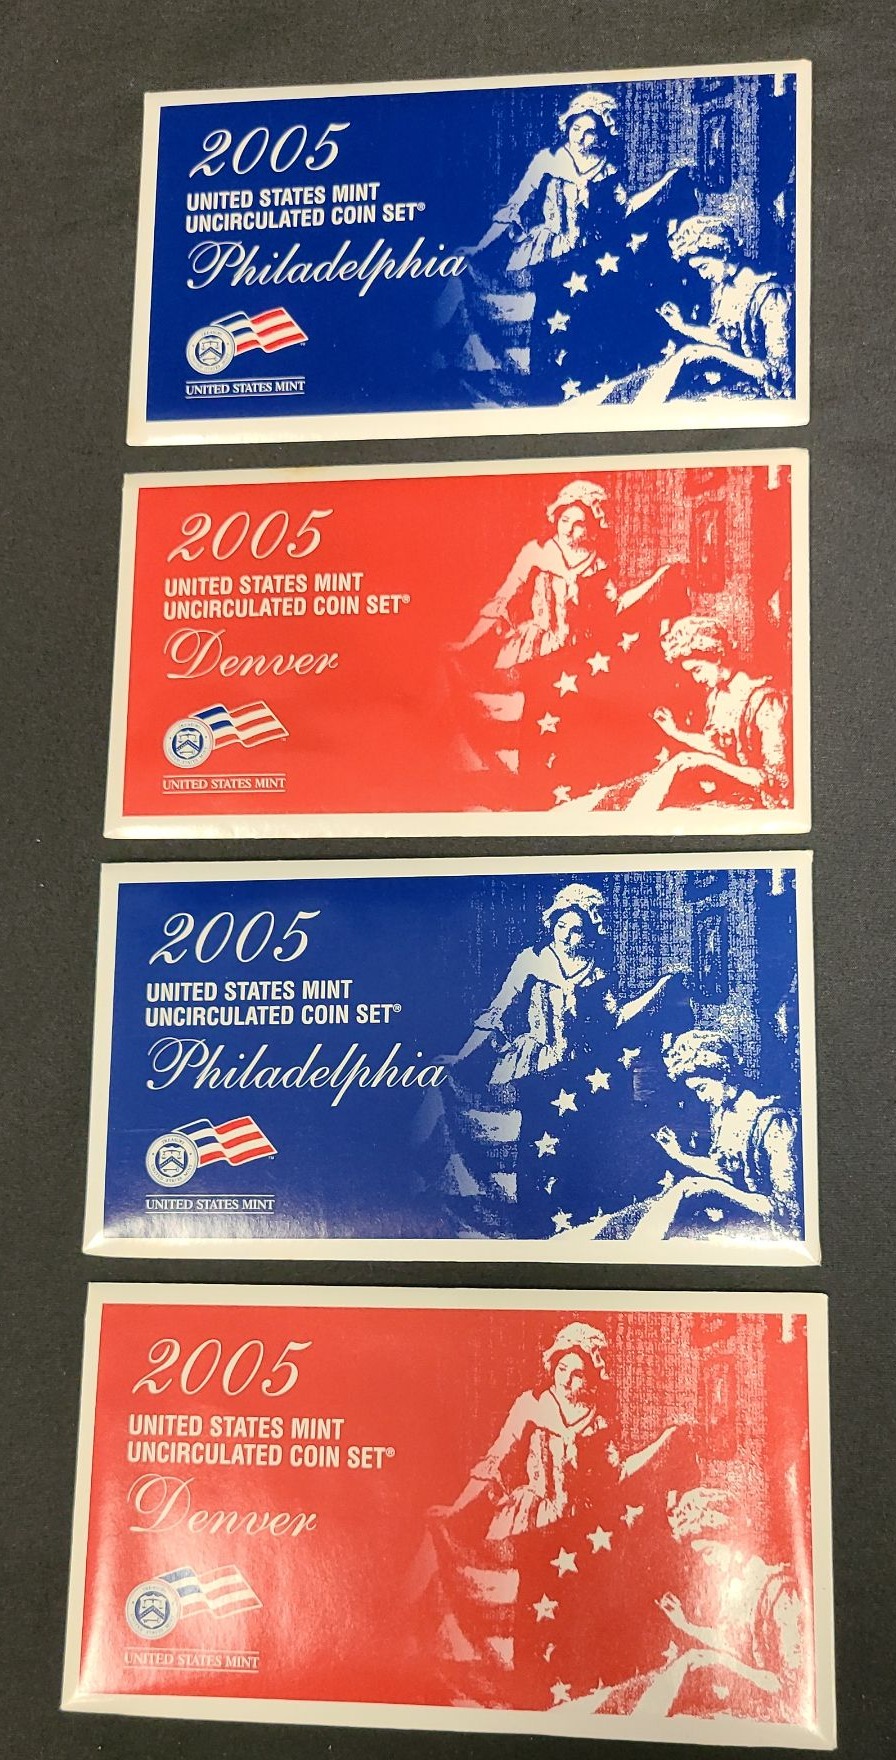 2005
UNITED STATES MINT
UNCIRCULATED COIN SET®
Philadelphia
UNITED STATES MINT
2005
UNITED STATES MINT
UNCIRCULATED COIN SET®
Denver
UNITED STATES MINT
2005
UNITED STATES MINT
UNCIRCULATED COIN SET®
Philadelphia
UNITED STATES MINT
2005
UNITED STATES MINT
UNCIRCULATED COIN SET®
Denver
UNITED STATES MINT